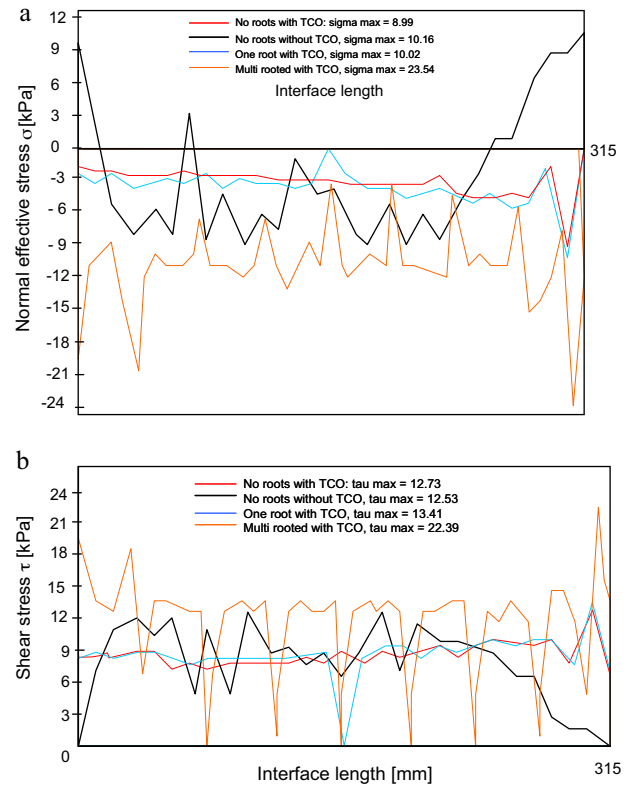 a
No roots with TCO: sigma max = 8.99
No roots without TCO, sigma max = 10.16
One root with TCO, sigma max = 10.02
Multi rooted with TCO, sigma max = 23.54
Interface length
Normal effective stress σ[kPa]
12
9
6
3
0
-3
-6
-9
-12
-15
-18
-21
-24
315
b
No roots with TCO: tau max = 12.73
No roots without TCO, tau max = 12.53
One root with TCO, tau max = 13.41
Multi rooted with TCO, tau max = 22.39
Shear stress τ [kPa]
24
21
18
15
12
9
6
3
0
Interface length [mm]
315